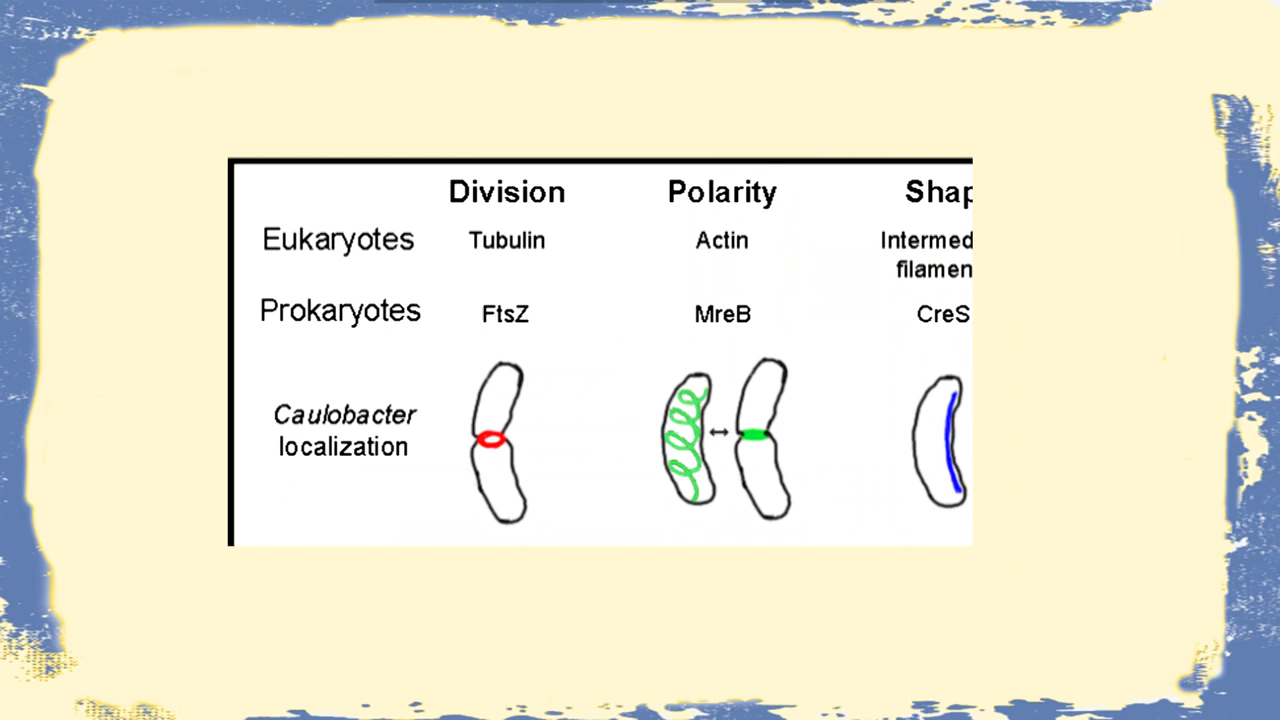 Division Polarity Shap
Eukaryotes Tubulin Actin Intermed
filamen
Prokaryotes FtsZ MreB CreS
Caulobacter
localization